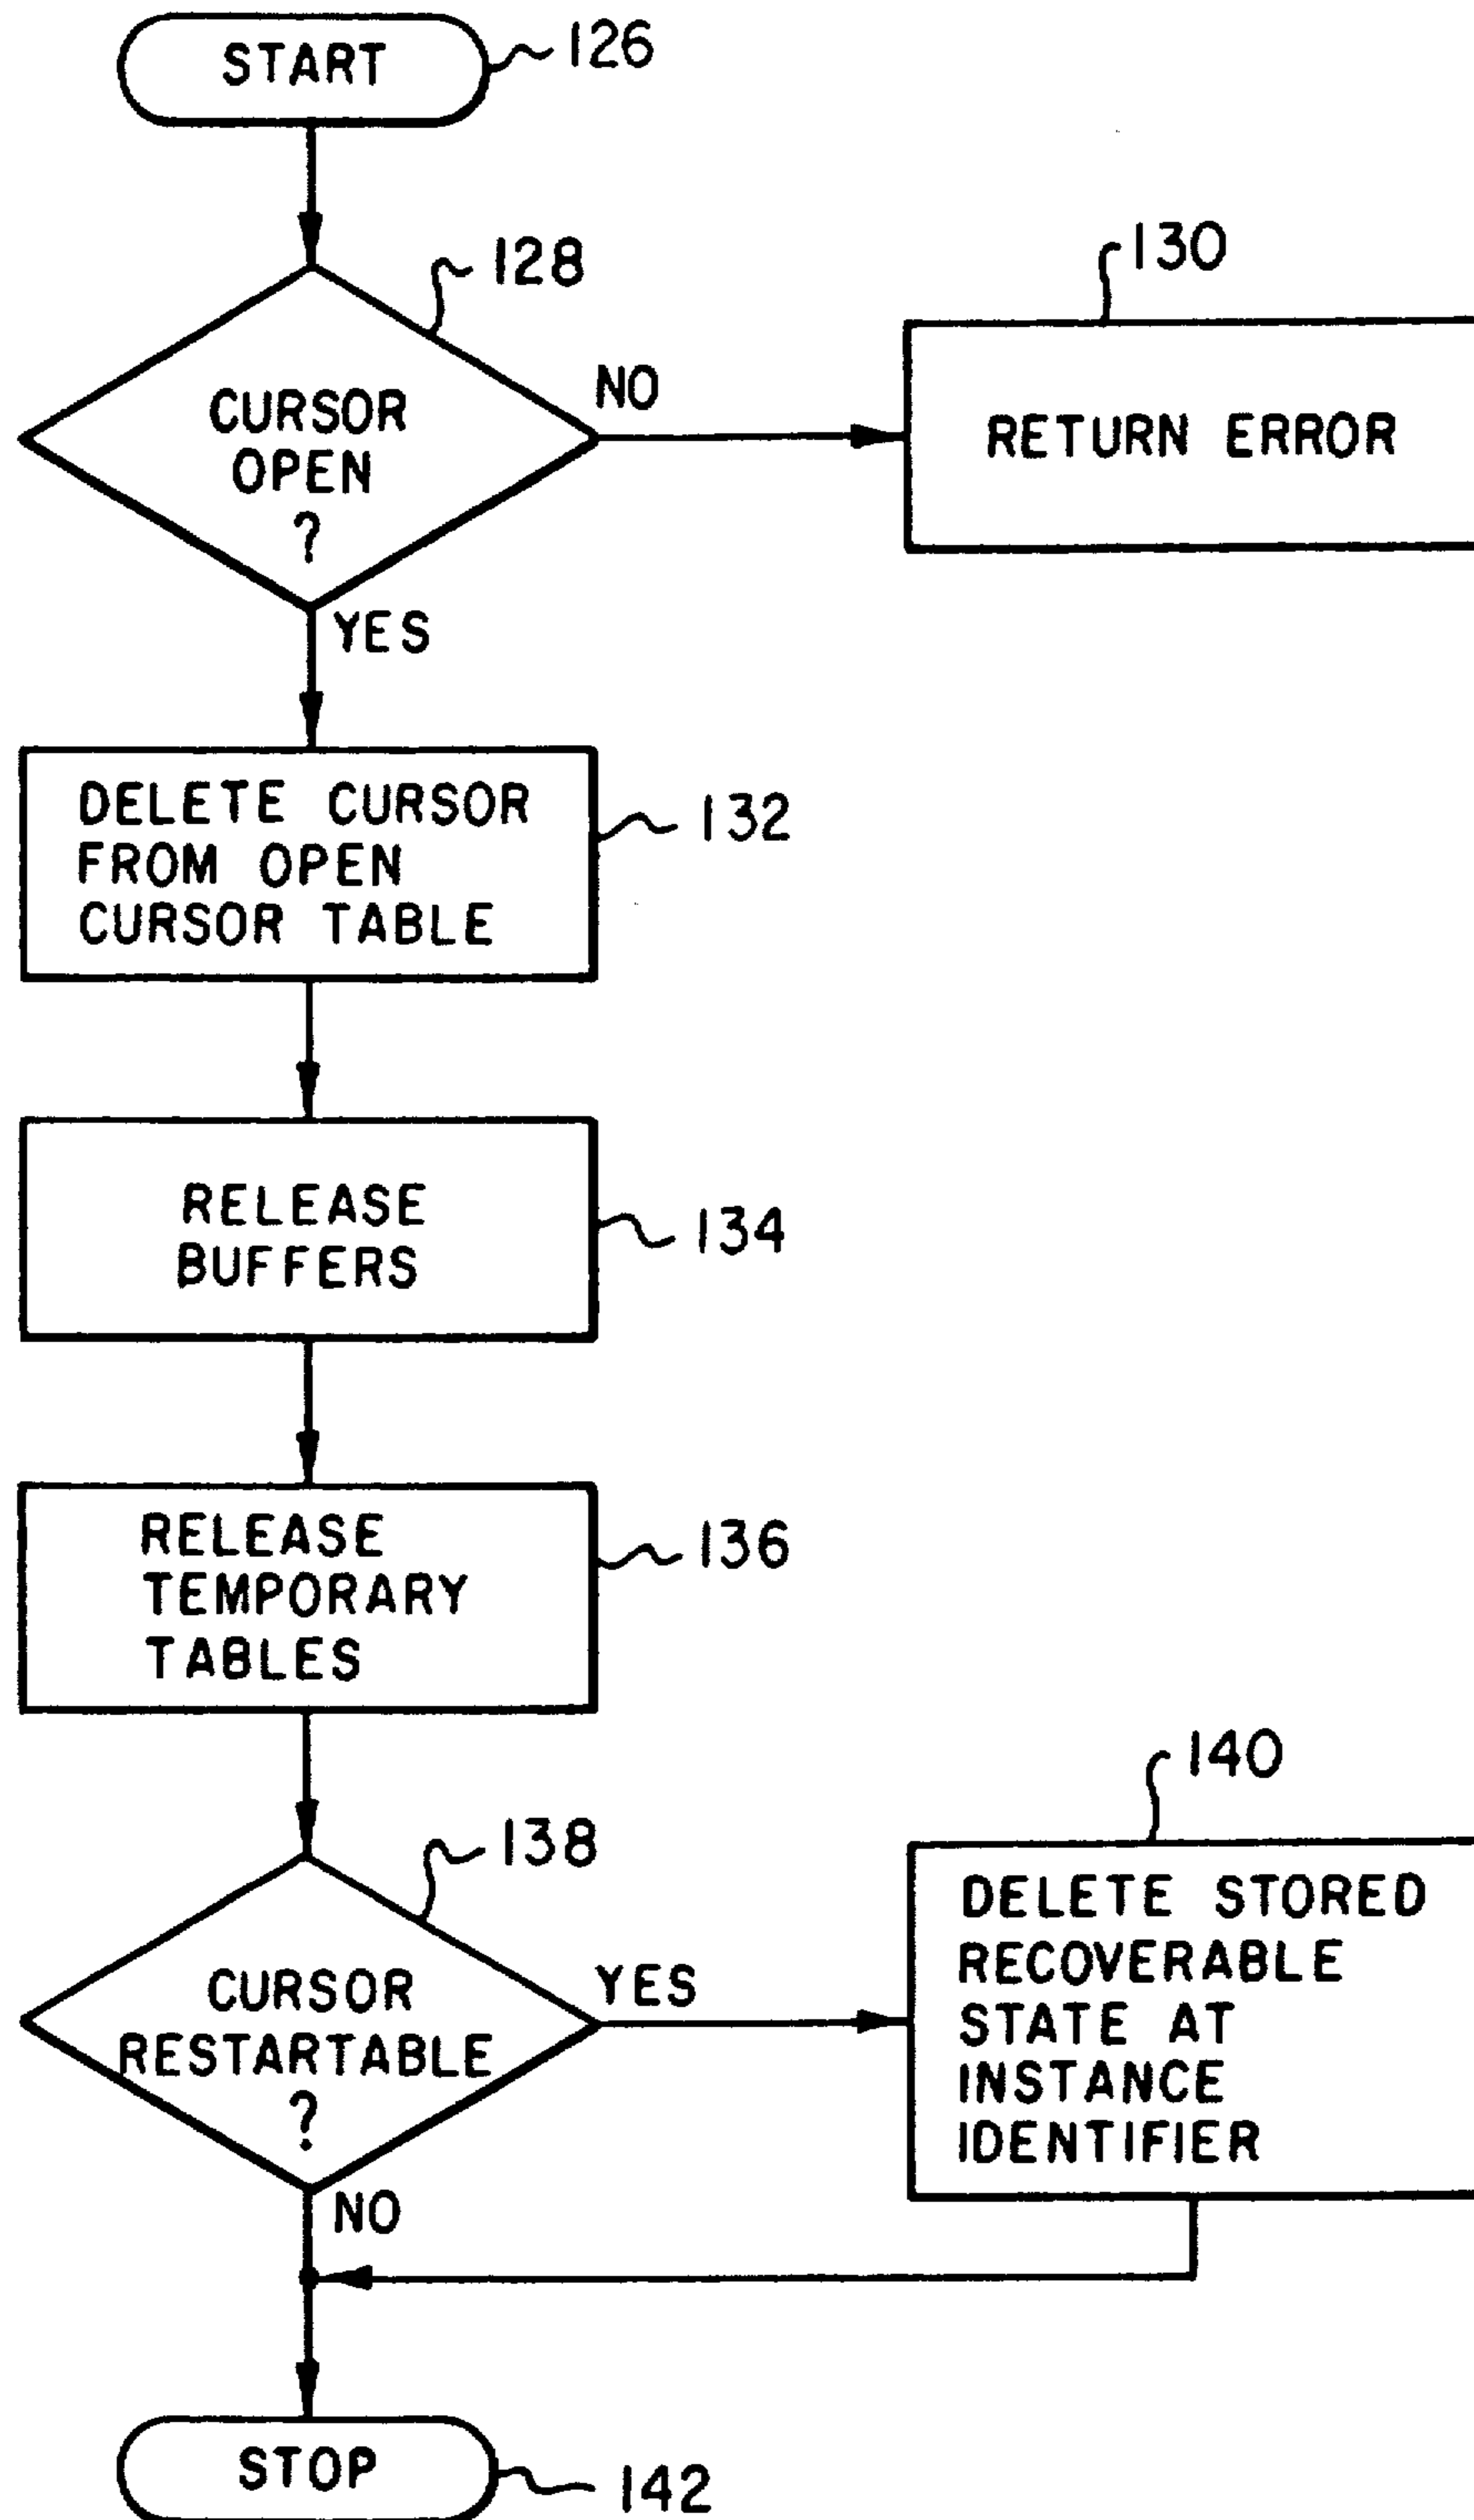 START
126
128
130
CURSOR
OPEN
?
NO
RETURN ERROR
YES
DELETE CURSOR
FROM OPEN
CURSOR TABLE
132
RELEASE
BUFFERS
134
RELEASE
TEMPORARY
TABLES
136
138
140
CURSOR
RESTARTABLE
?
YES
DELETE STORED
RECOVERABLE
STATE AT
INSTANCE
IDENTIFIER
NO
STOP
142